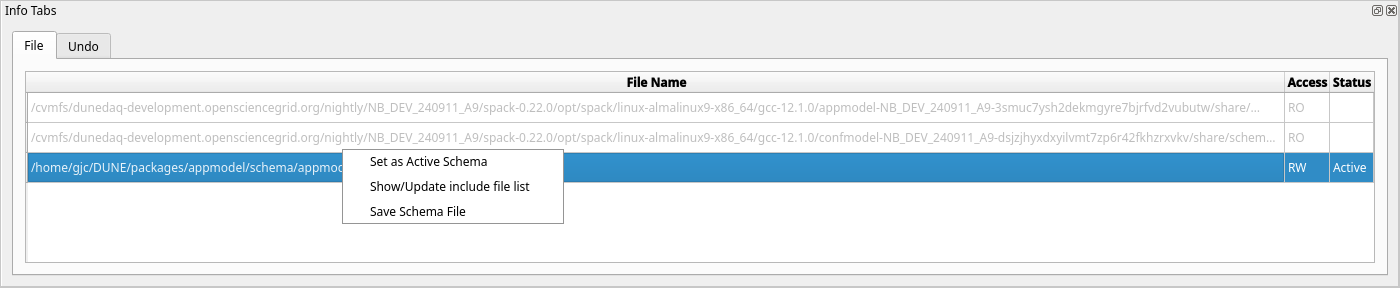 Info Tabs
File Undo
File Name Access Status
/cvmfs/dunedaq-development.opensciencegrid.org/nightly/NB_DEV_240911_A9/spack-0.22.0/opt/spack/linux-almalinux9-x86_64/gcc-12.1.0/appmodel-NB_DEV_240911_A9-3smuc7ysh2dekmgyre7bjrfvd2vubutw/share/... RO
/cvmfs/dunedaq-development.opensciencegrid.org/nightly/NB_DEV_240911_A9/spack-0.22.0/opt/spack/linux-almalinux9-x86_64/gcc-12.1.0/confmodel-NB_DEV_240911_A9-dsjzjhyxdxyilvmt7zp6r42fkhzrxvkv/share/schem... RO
/home/gjc/DUNE/packages/appmodel/schema/appmod RW Active
Set as Active Schema
Show/Update include file list
Save Schema File